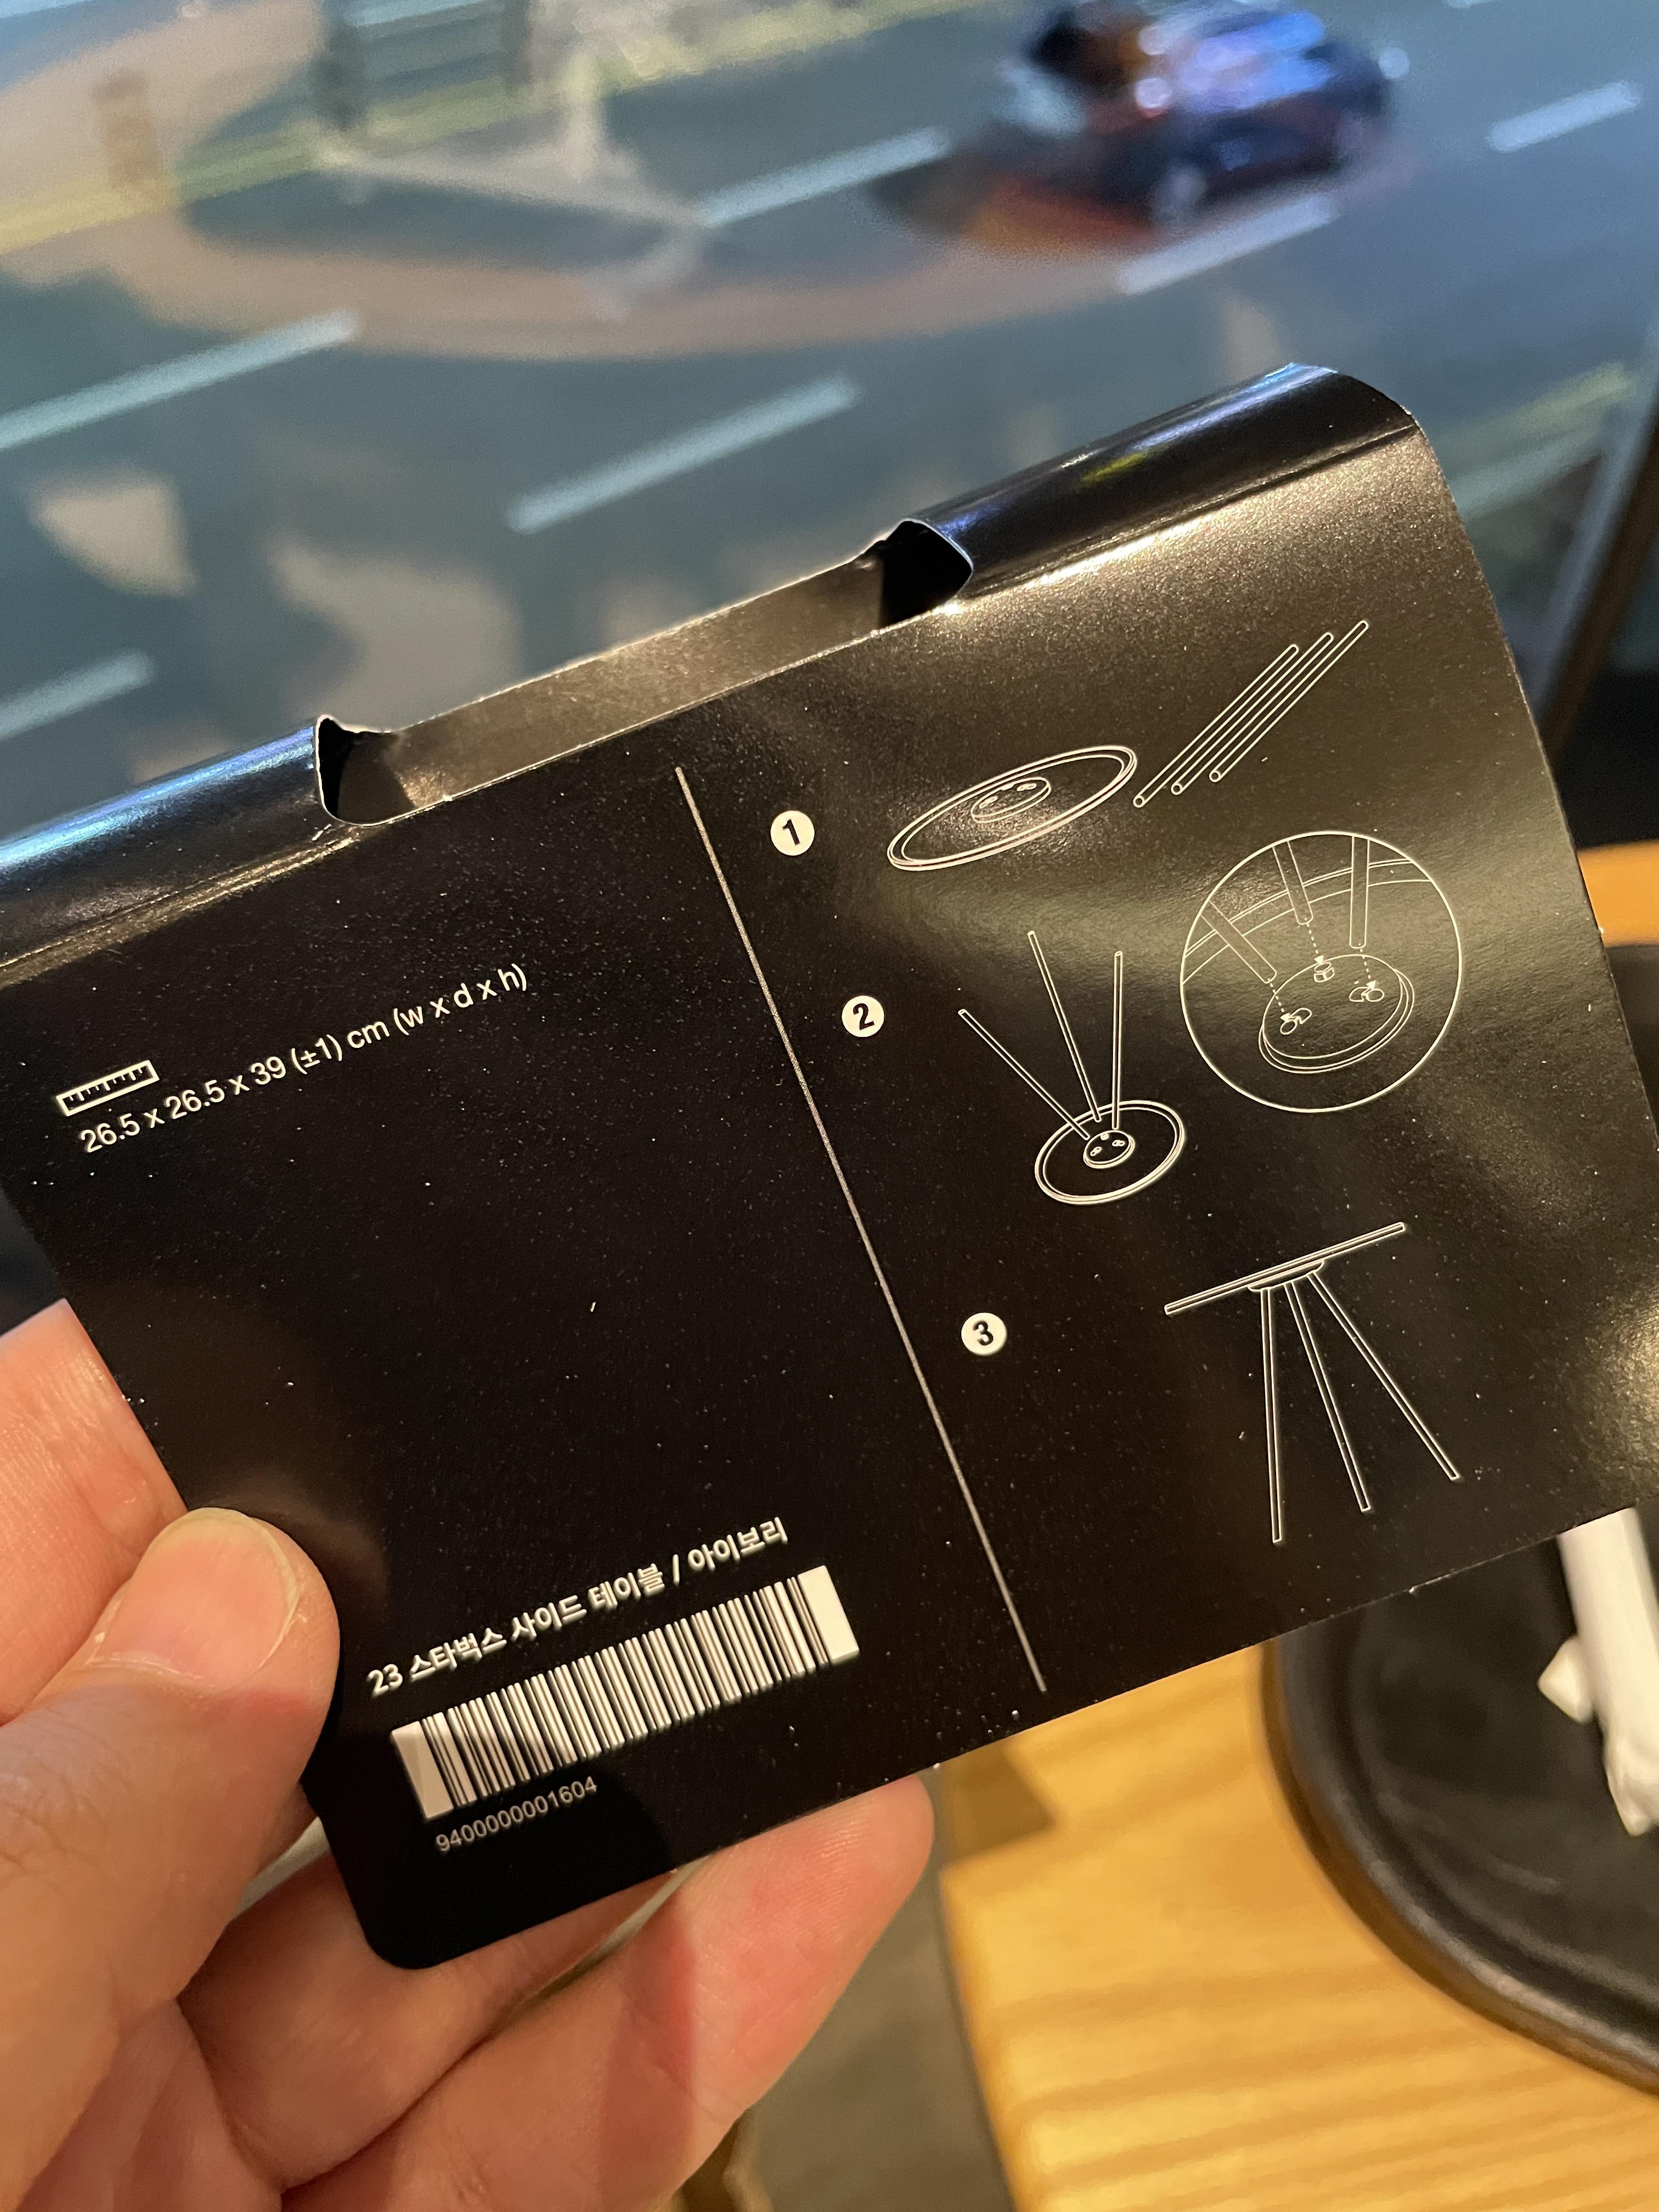 26.5 x 26.5 x 39 (±1) cm (w x d x h)
23 스타벅스 사이드 테이블 / 아이보리
9400000001604
1
2
3